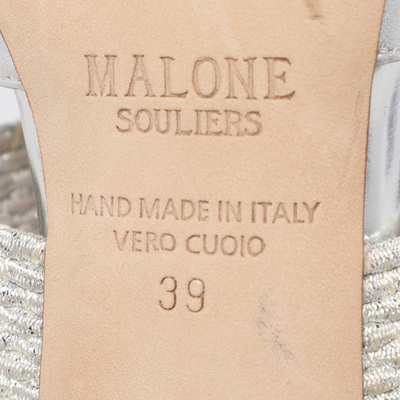 MALONE
SOULIERS
HAND MADE IN ITALY
VERO CUOIO
39